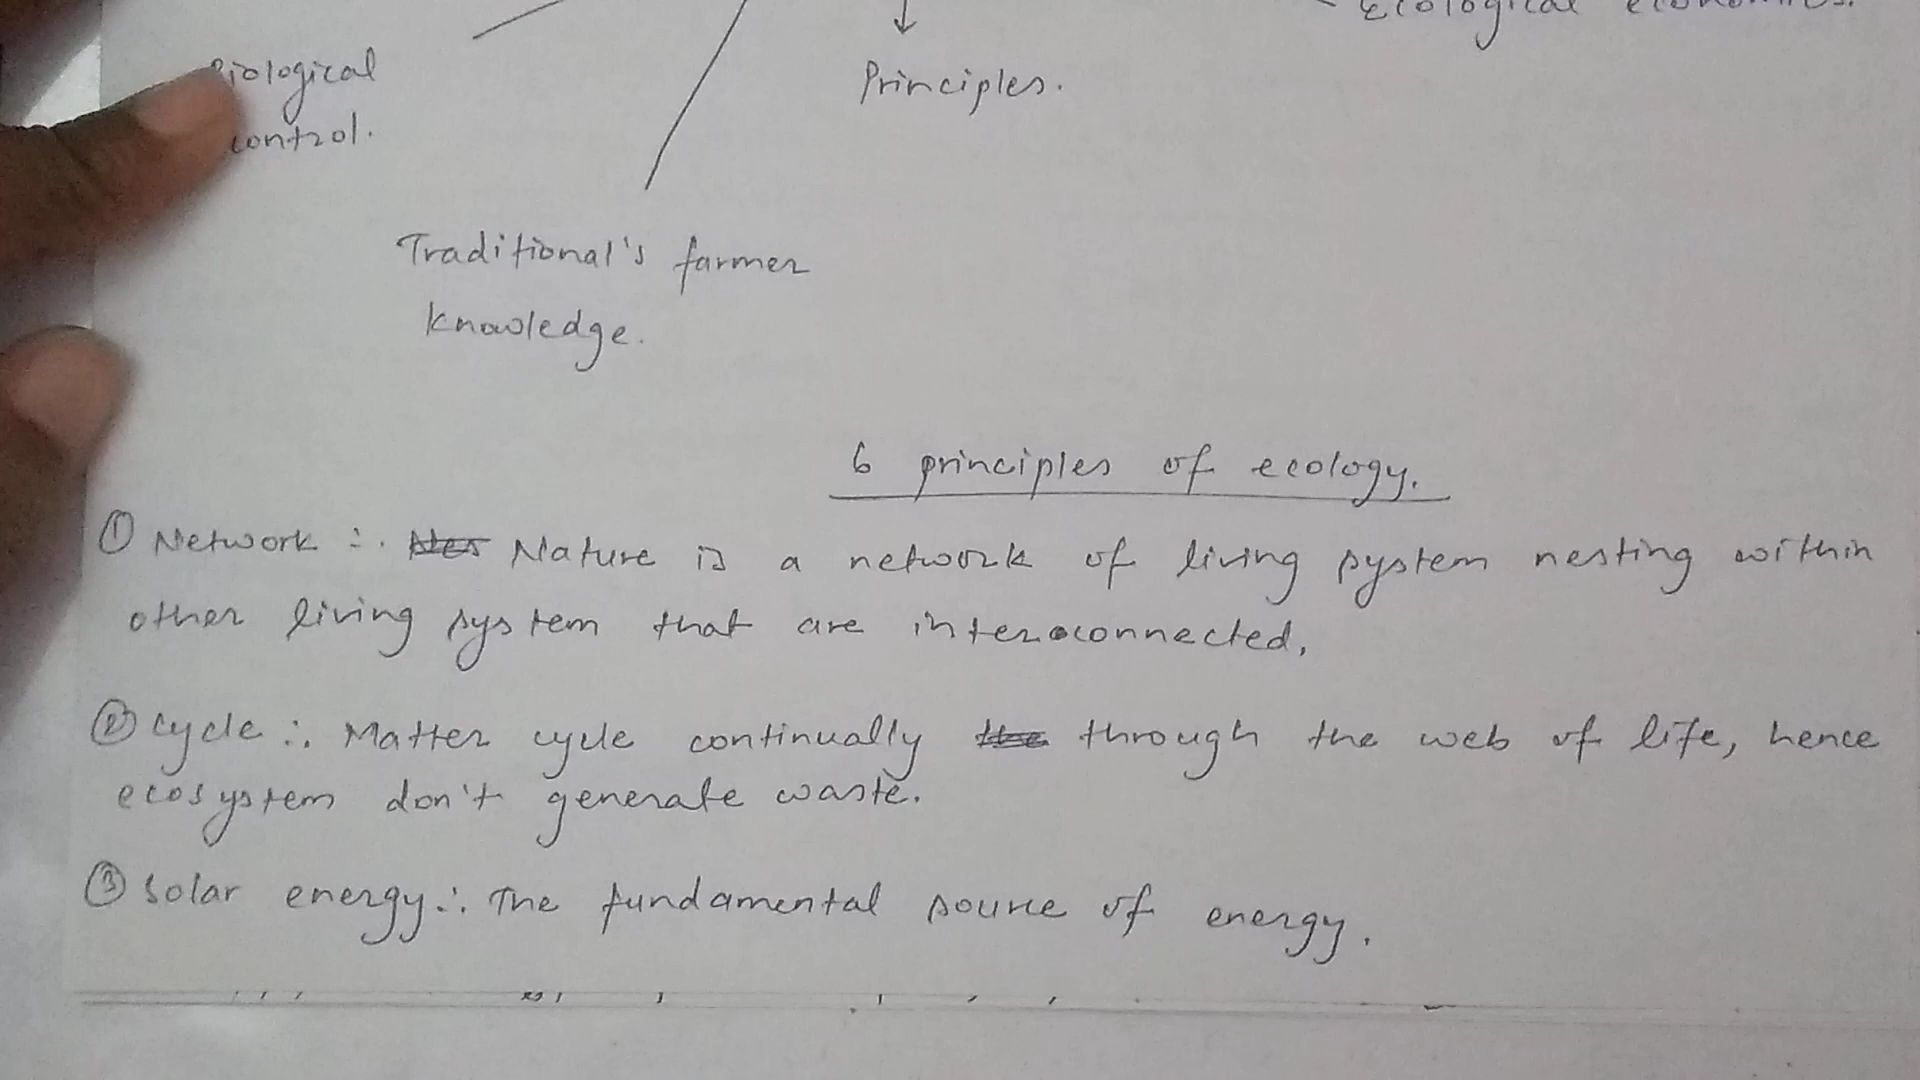 Ecological economics.
Biological
Principles.
control.
Traditional's farmer
knowledge.
6 principles of ecology.
① Network :. Nature is a network of living system nesting within
other living system that are interconnected.
② Cycle :. Matter cycle continually through the web of life, hence
ecosystem don't generate waste.
③ Solar energy :. The fundamental source of energy.